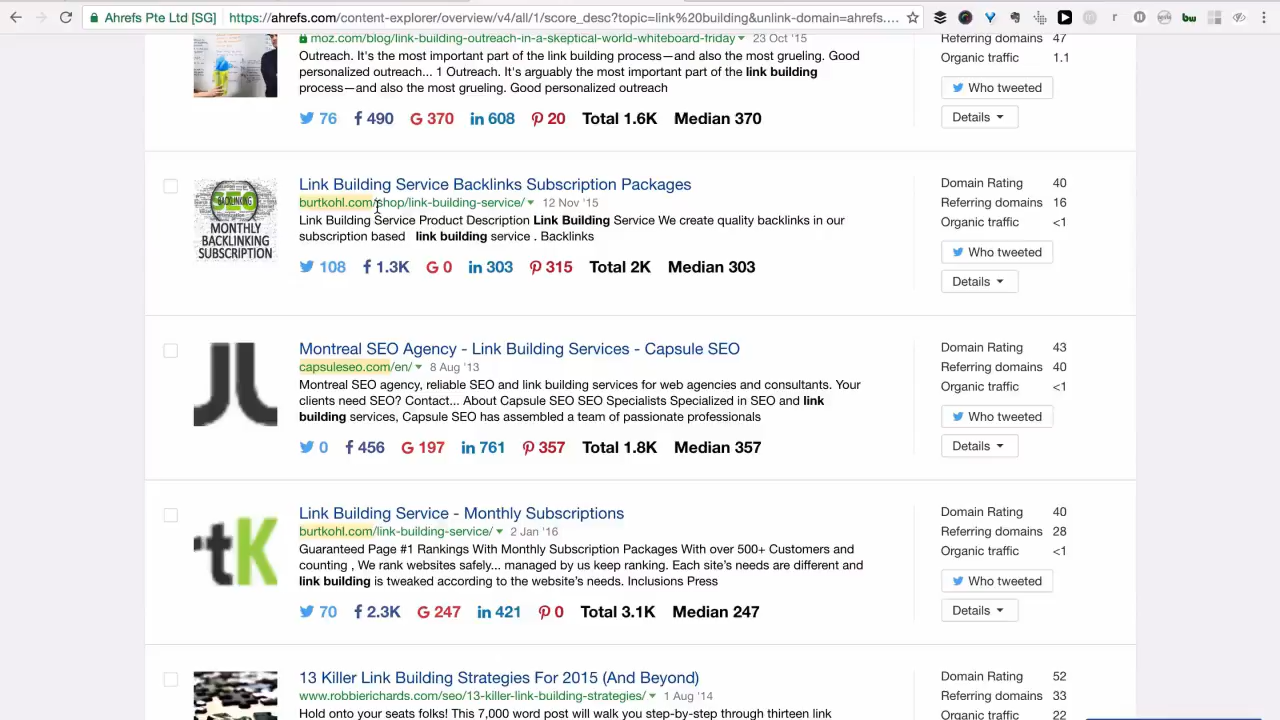 Ahrefs Pte Ltd [SG] https://ahrefs.com/content-explorer/overview/v4/all/1/score_desc?topic=link%20building&unlink-domain=ahrefs....
moz.com/blog/link-building-outreach-in-a-skeptical-world-whiteboard-friday 23 Oct '15
Outreach. It's the most important part of the link building process—and also the most grueling. Good
personalized outreach... 1 Outreach. It's arguably the most important part of the link building
process—and also the most grueling. Good personalized outreach
76 490 370 608 20 Total 1.6K Median 370
Referring domains 47
Organic traffic 1.1
Who tweeted
Details
SEO
BACKLINKING
MONTHLY
BACKLINKING
SUBSCRIPTION
Link Building Service Backlinks Subscription Packages
burtkohl.com/shop/link-building-service/ 12 Nov '15
Link Building Service Product Description Link Building Service We create quality backlinks in our
subscription based link building service . Backlinks
108 1.3K 0 303 315 Total 2K Median 303
Domain Rating 40
Referring domains 16
Organic traffic <1
Who tweeted
Details
Montreal SEO Agency - Link Building Services - Capsule SEO
capsuleseo.com/en/ 8 Aug '13
Montreal SEO agency, reliable SEO and link building services for web agencies and consultants. Your
clients need SEO? Contact... About Capsule SEO SEO Specialists Specialized in SEO and link
building services, Capsule SEO has assembled a team of passionate professionals
0 456 197 761 357 Total 1.8K Median 357
Domain Rating 43
Referring domains 40
Organic traffic <1
Who tweeted
Details
tK
Link Building Service - Monthly Subscriptions
burtkohl.com/link-building-service/ 2 Jan '16
Guaranteed Page #1 Rankings With Monthly Subscription Packages With over 500+ Customers and
counting , We rank websites safely... managed by us keep ranking. Each site's needs are different and
link building is tweaked according to the website's needs. Inclusions Press
70 2.3K 247 421 0 Total 3.1K Median 247
Domain Rating 40
Referring domains 28
Organic traffic <1
Who tweeted
Details
13 Killer Link Building Strategies For 2015 (And Beyond)
www.robbierichards.com/seo/13-killer-link-building-strategies/ 1 Aug '14
Hold onto your seats folks! This 7,000 word post will walk you step-by-step through thirteen link
Domain Rating 52
Referring domains 33
Organic traffic 22